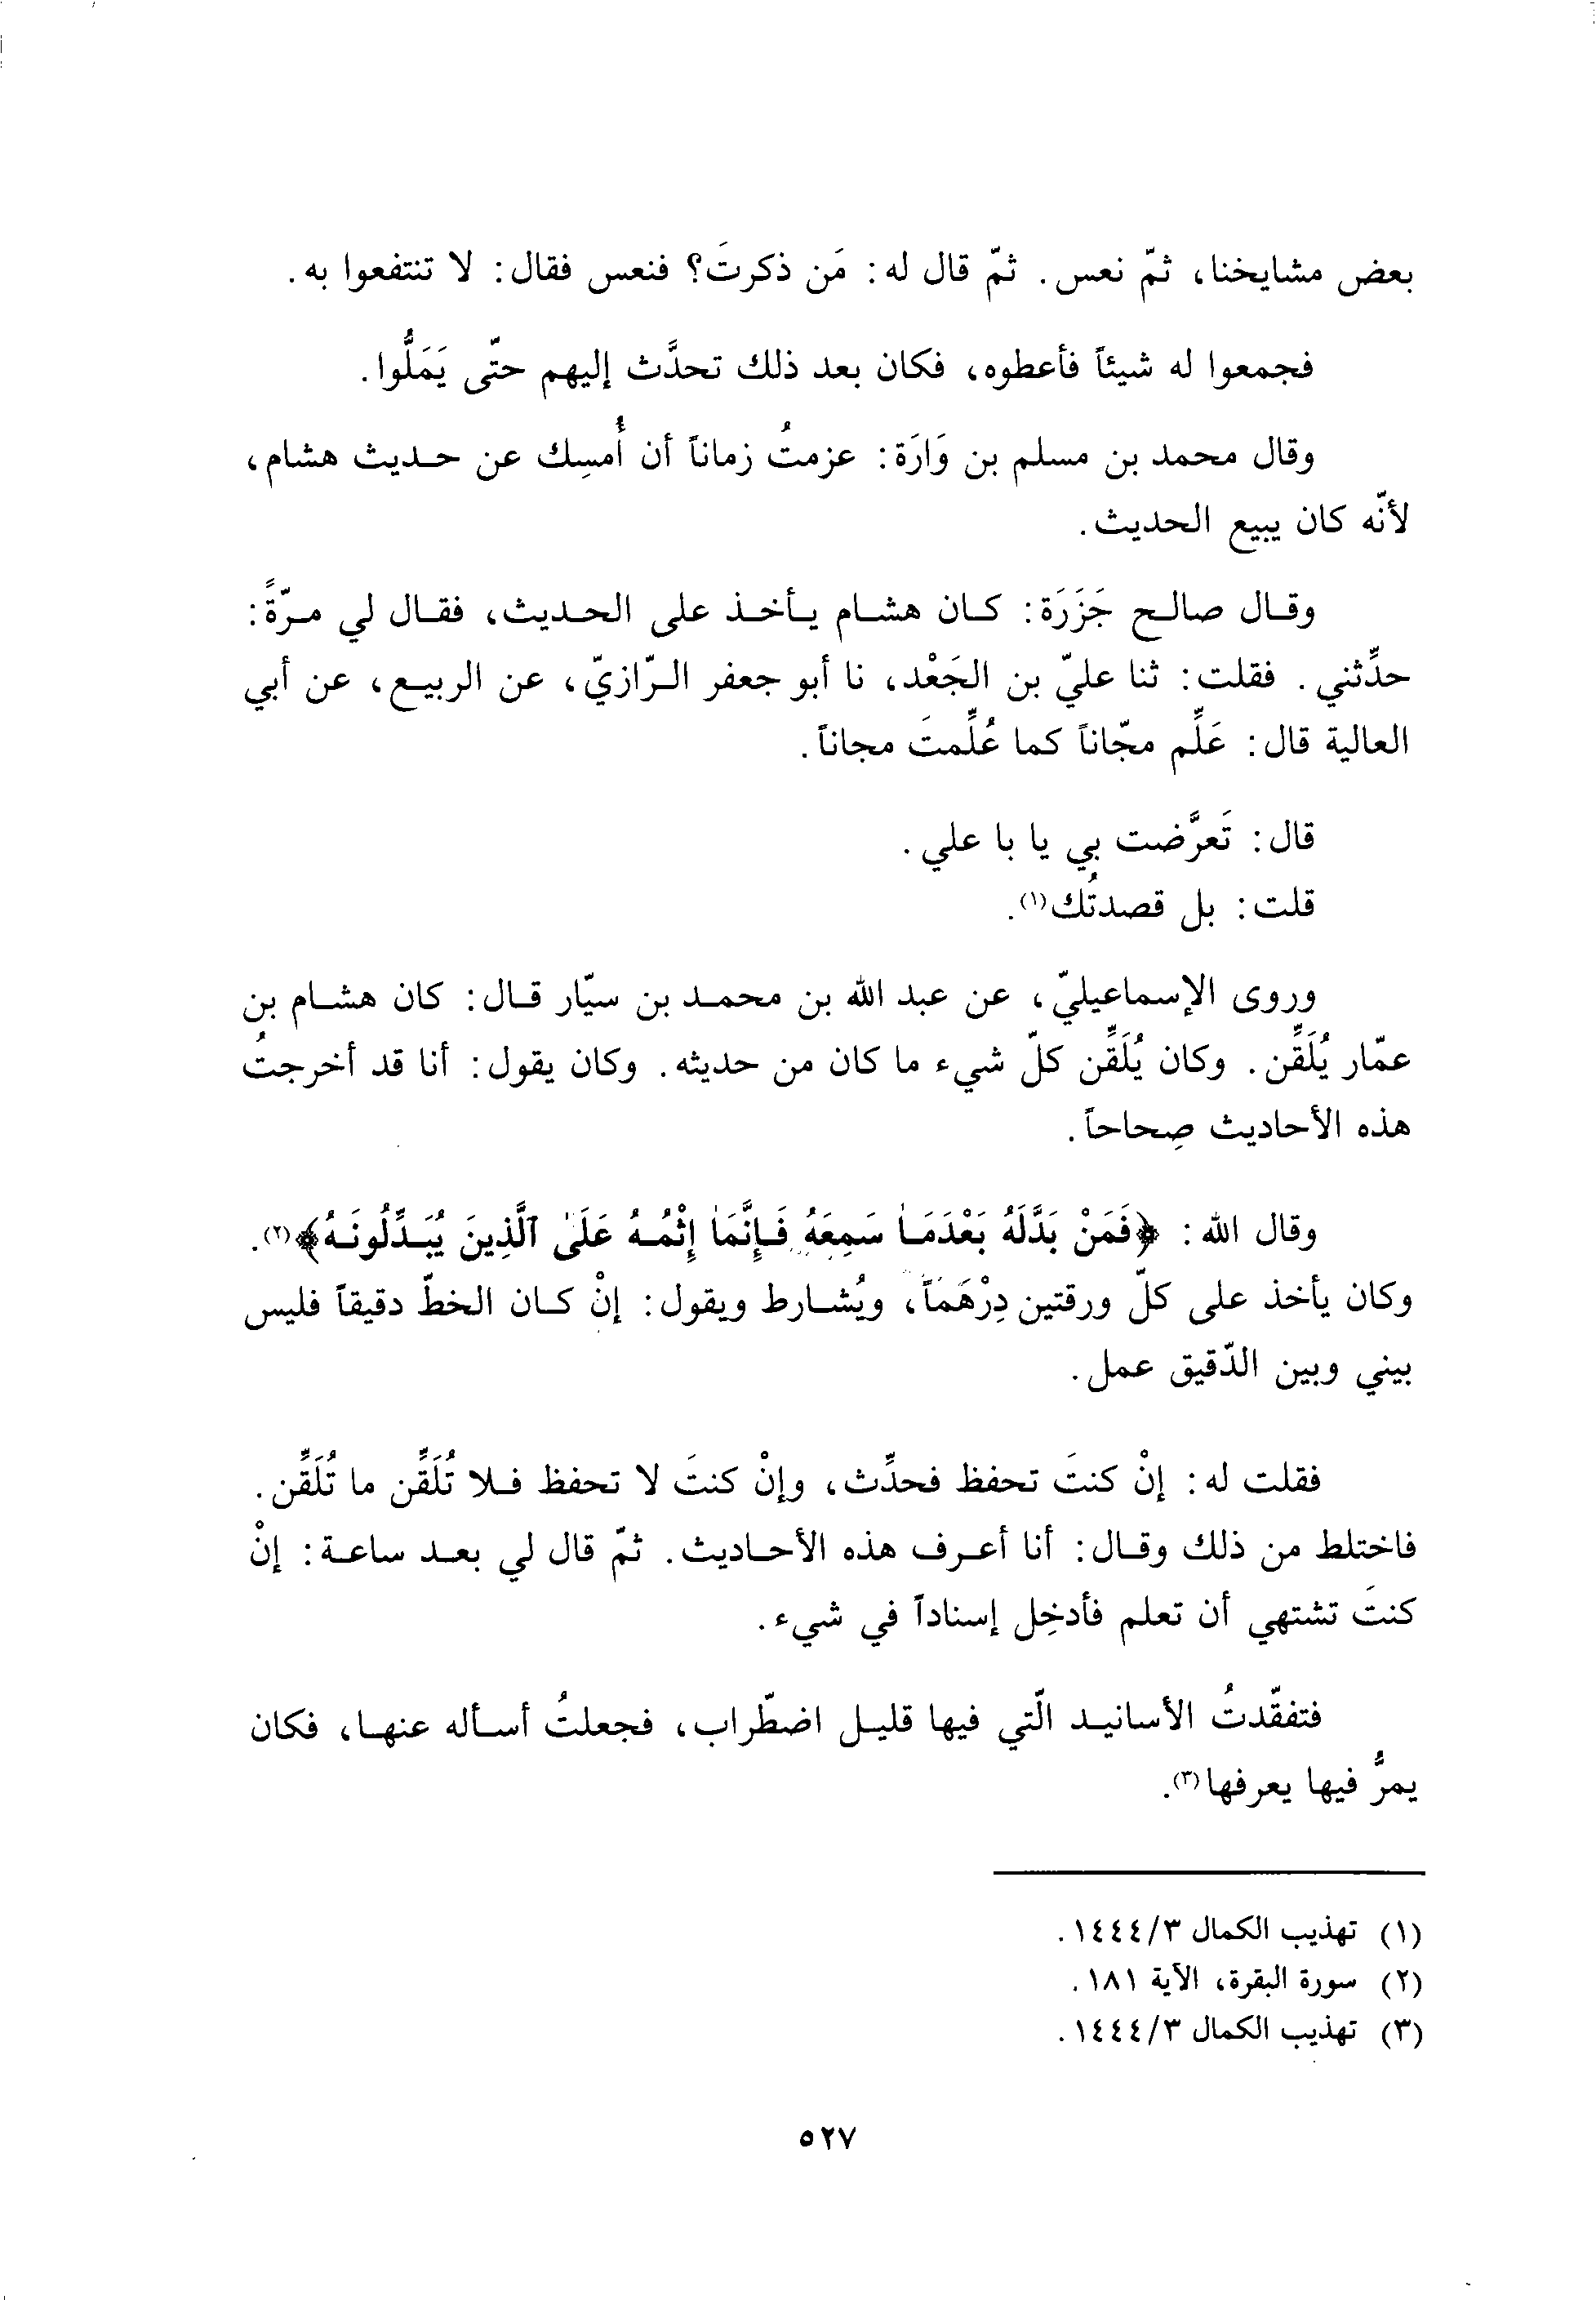 بعض مشايخنا، ثمّ نعس. ثمّ قال له: مَن ذكرتَ؟ فنعس فقال: لا تنتفعوا به.
فجمعوا له شيئاً فأعطوه، فكان بعد ذلك تحدَّث إليهم حتّى يَمَلُّوا.
وقال محمد بن مسلم بن وَارَة: عزمتُ زماناً أن أُمسِك عن حديث هشام،
لأنّه كان يبيع الحديث.
وقال صالح جَزَرَة: كان هشام يأخذ على الحديث، فقال لي مرّةً:
حدِّثني. فقلت: ثنا عليّ بن الجَعْد، نا أبو جعفر الرّازيّ، عن الربيع، عن أبي
العالية قال: عَلِّم مجّاناً كما عُلِّمتَ مجاناً.
قال: تَعرَّضت بي يا با علي.
قلت: بل قصدتُك(١).
وروى الإسماعيليّ، عن عبد الله بن محمد بن سيّار قال: كان هشام بن
عمّار يُلَقِّن. وكان يُلَقِّن كلّ شيء ما كان من حديثه. وكان يقول: أنا قد أخرجتُ
هذه الأحاديث صِحاحاً.
وقال الله: ﴿فَمَنْ بَدَّلَهُ بَعْدَمَا سَمِعَهُ فَإِنَّمَا إِثْمُهُ عَلَىٰ ٱلَّذِينَ يُبَدِّلُونَهُ﴾(٢).
وكان يأخذ على كلّ ورقتين دِرْهَماً، ويُشارط ويقول: إنْ كان الخطّ دقيقاً فليس
بيني وبين الدّقيق عمل.
فقلت له: إنْ كنتَ تحفظ فحدِّث، وإنْ كنتَ لا تحفظ فلا تُلَقِّن ما تُلَقِّن.
فاختلط من ذلك وقال: أنا أعرف هذه الأحاديث. ثمّ قال لي بعد ساعة: إنْ
كنتَ تشتهي أن تعلم فأدخِل إسناداً في شيء.
فتفقّدتُ الأسانيد الّتي فيها قليل اضطّراب، فجعلتُ أسأله عنها، فكان
يمرُّ فيها يعرفها(٣).
(١) تهذيب الكمال ١٤٤٤/٣.
(٢) سورة البقرة، الآية ١٨١.
(٣) تهذيب الكمال ١٤٤٤/٣.
٥٢٧